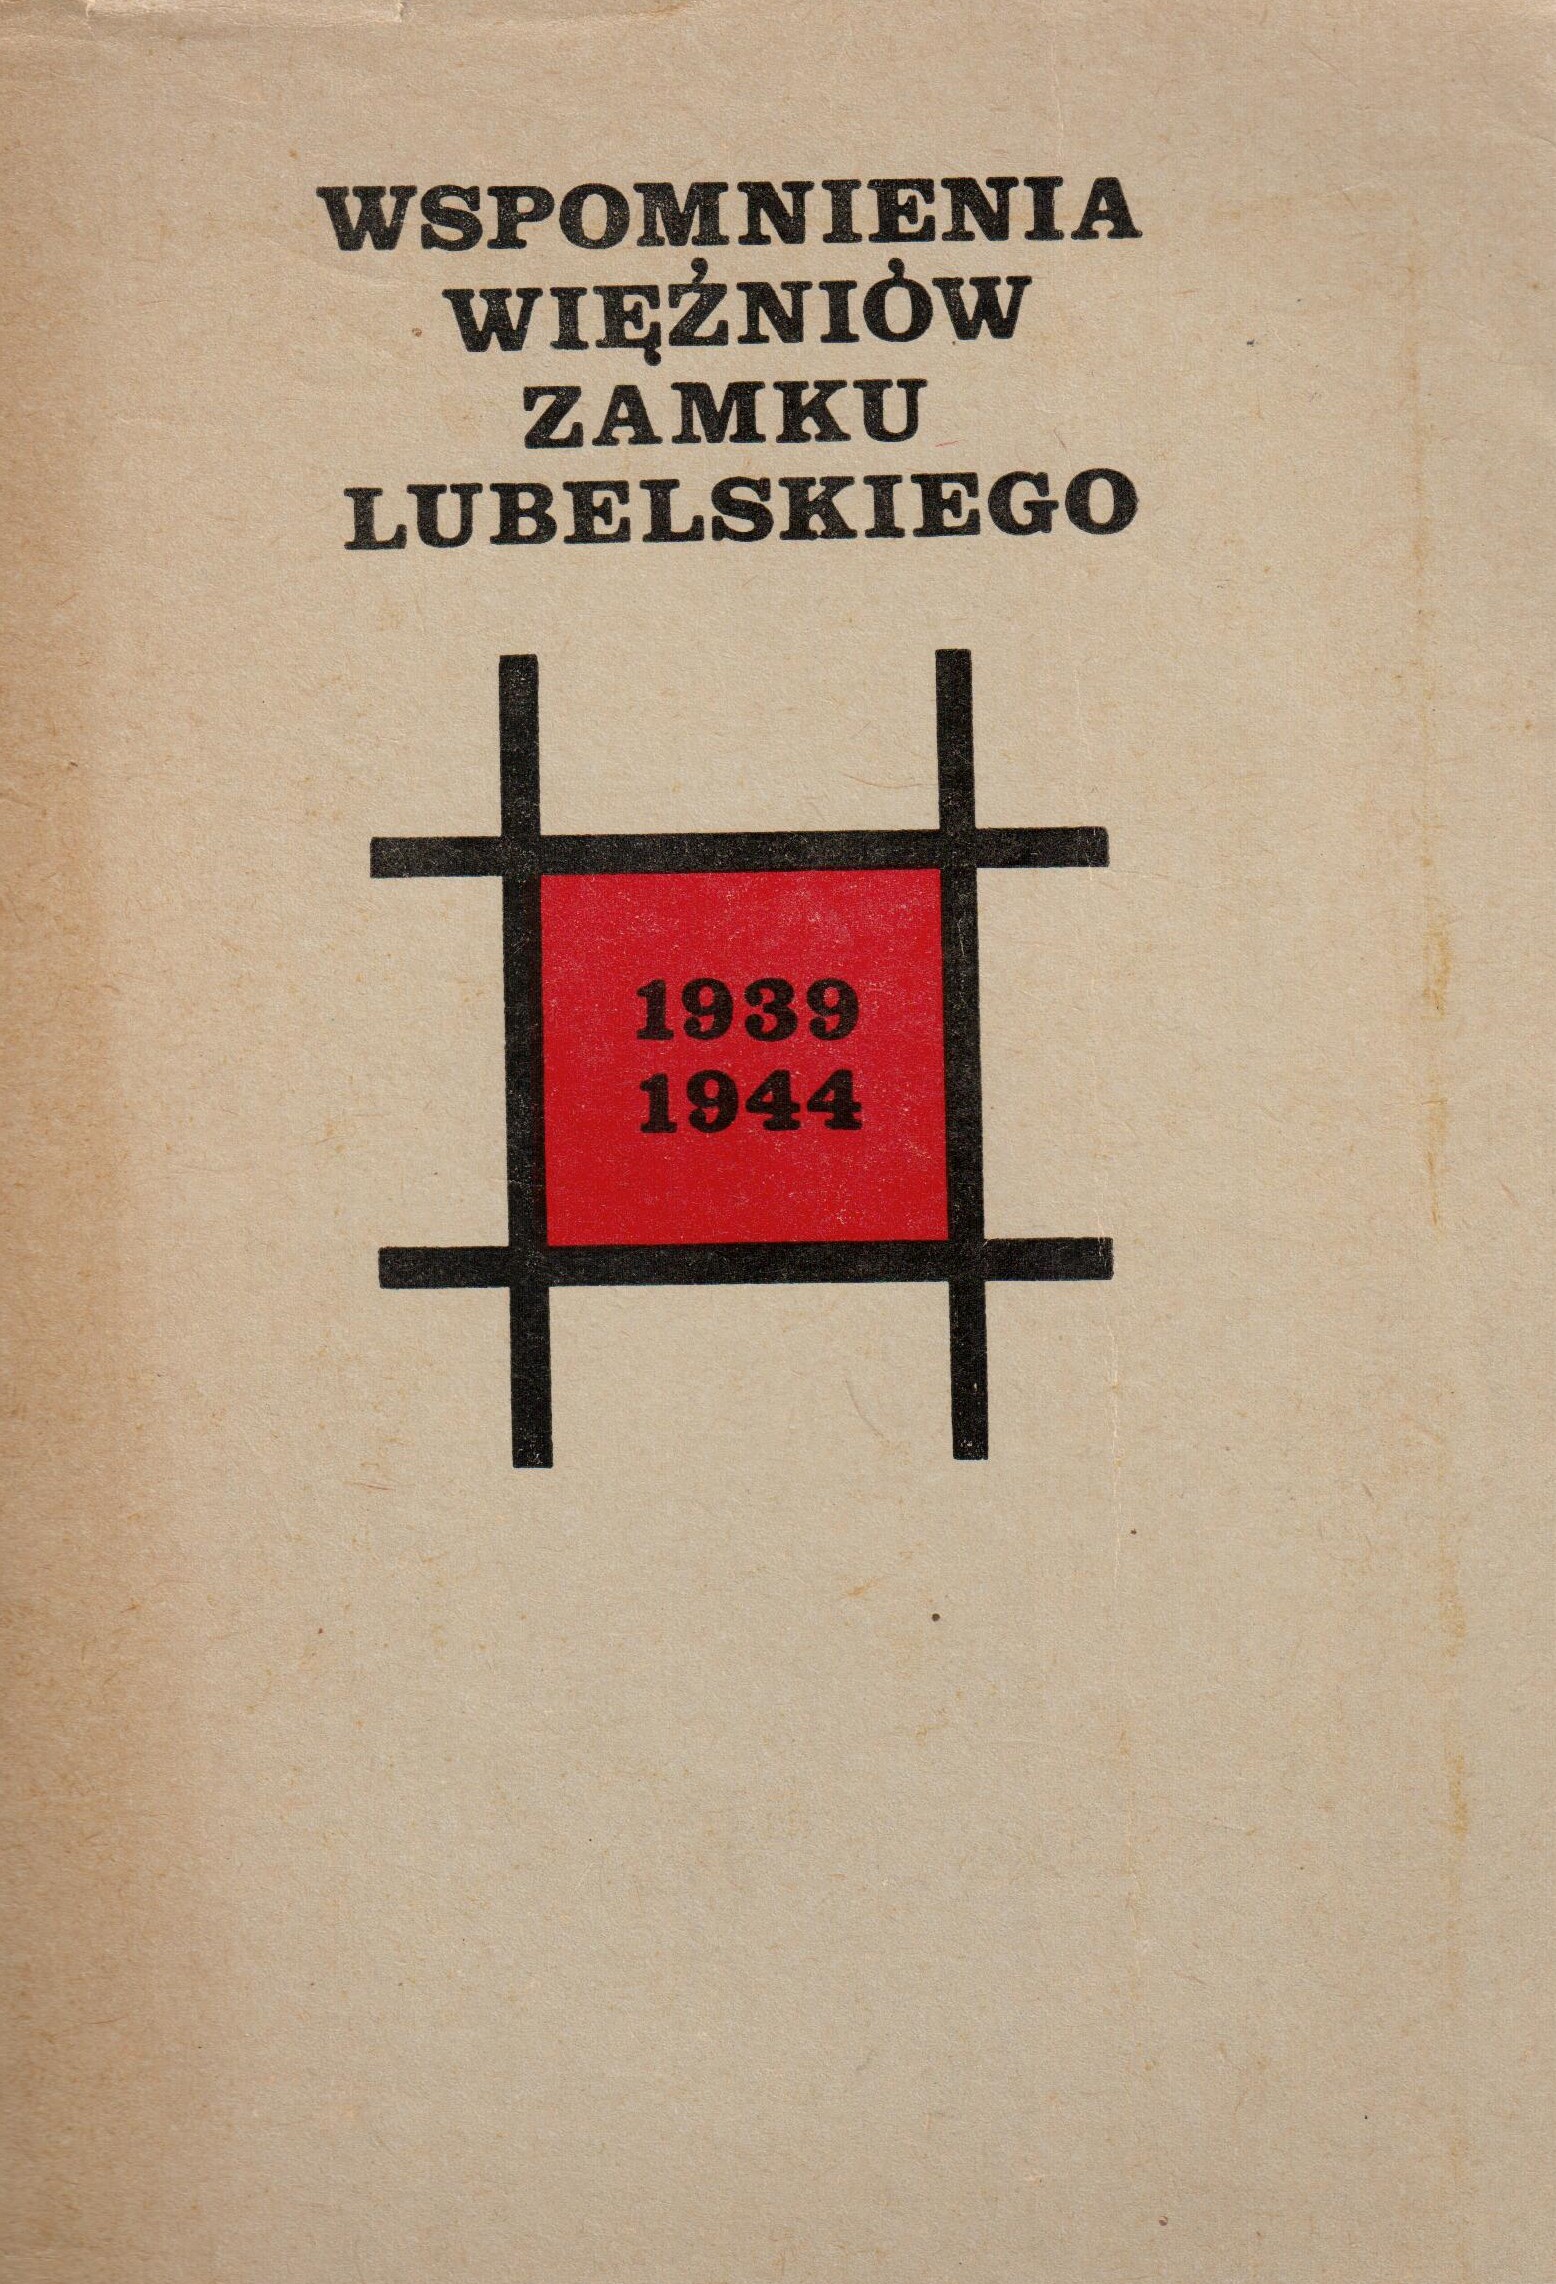 WSPOMNIENIA
WIĘŹNIÓW
ZAMKU
LUBELSKIEGO
1939
1944